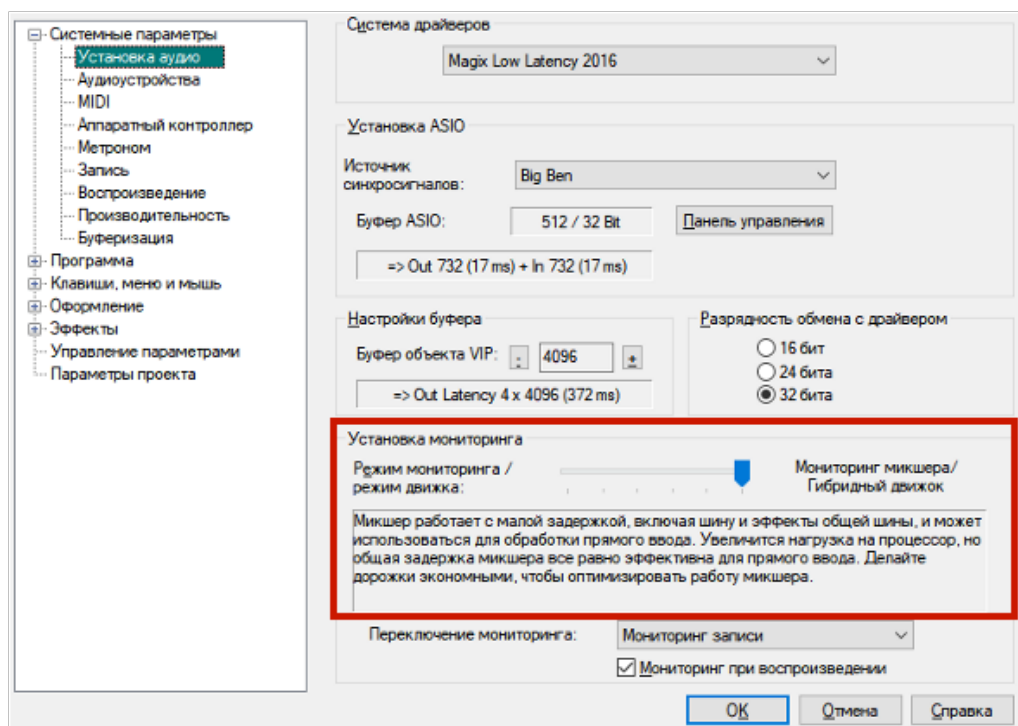 Системные параметры
Установка аудио
Аудиоустройства
MIDI
Аппаратный контроллер
Метроном
Запись
Воспроизведение
Производительность
Буферизация
Программа
Клавиши, меню и мышь
Оформление
Эффекты
Управление параметрами
Параметры проекта
Система драйверов
Magix Low Latency 2016
Установка ASIO
Источник
синхросигналов:
Big Ben
Буфер ASIO:
512 / 32 Bit
Панель управления
=> Out 732 (17 ms) + In 732 (17 ms)
Настройки буфера
Буфер объекта VIP:
-
4096
+
=> Out Latency 4 x 4096 (372 ms)
Разрядность обмена с драйвером
16 бит
24 бита
32 бита
Установка мониторинга
Режим мониторинга /
режим движка:
Мониторинг микшера/
Гибридный движок
Микшер работает с малой задержкой, включая шину и эффекты общей шины, и может
использоваться для обработки прямого ввода. Увеличится нагрузка на процессор, но
общая задержка микшера все равно эффективна для прямого ввода. Делайте
дорожки экономными, чтобы оптимизировать работу микшера.
Переключение мониторинга:
Мониторинг записи
Мониторинг при воспроизведении
OK
Отмена
Справка